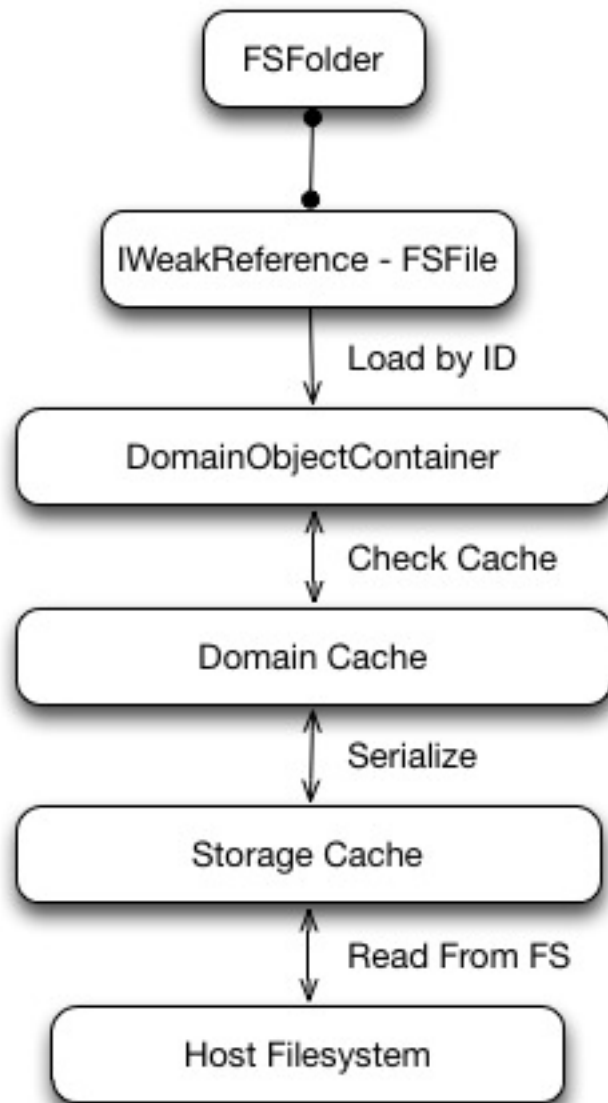 FSFolder
IWeakReference - FSFile
Load by ID
DomainObjectContainer
Check Cache
Domain Cache
Serialize
Storage Cache
Read From FS
Host Filesystem